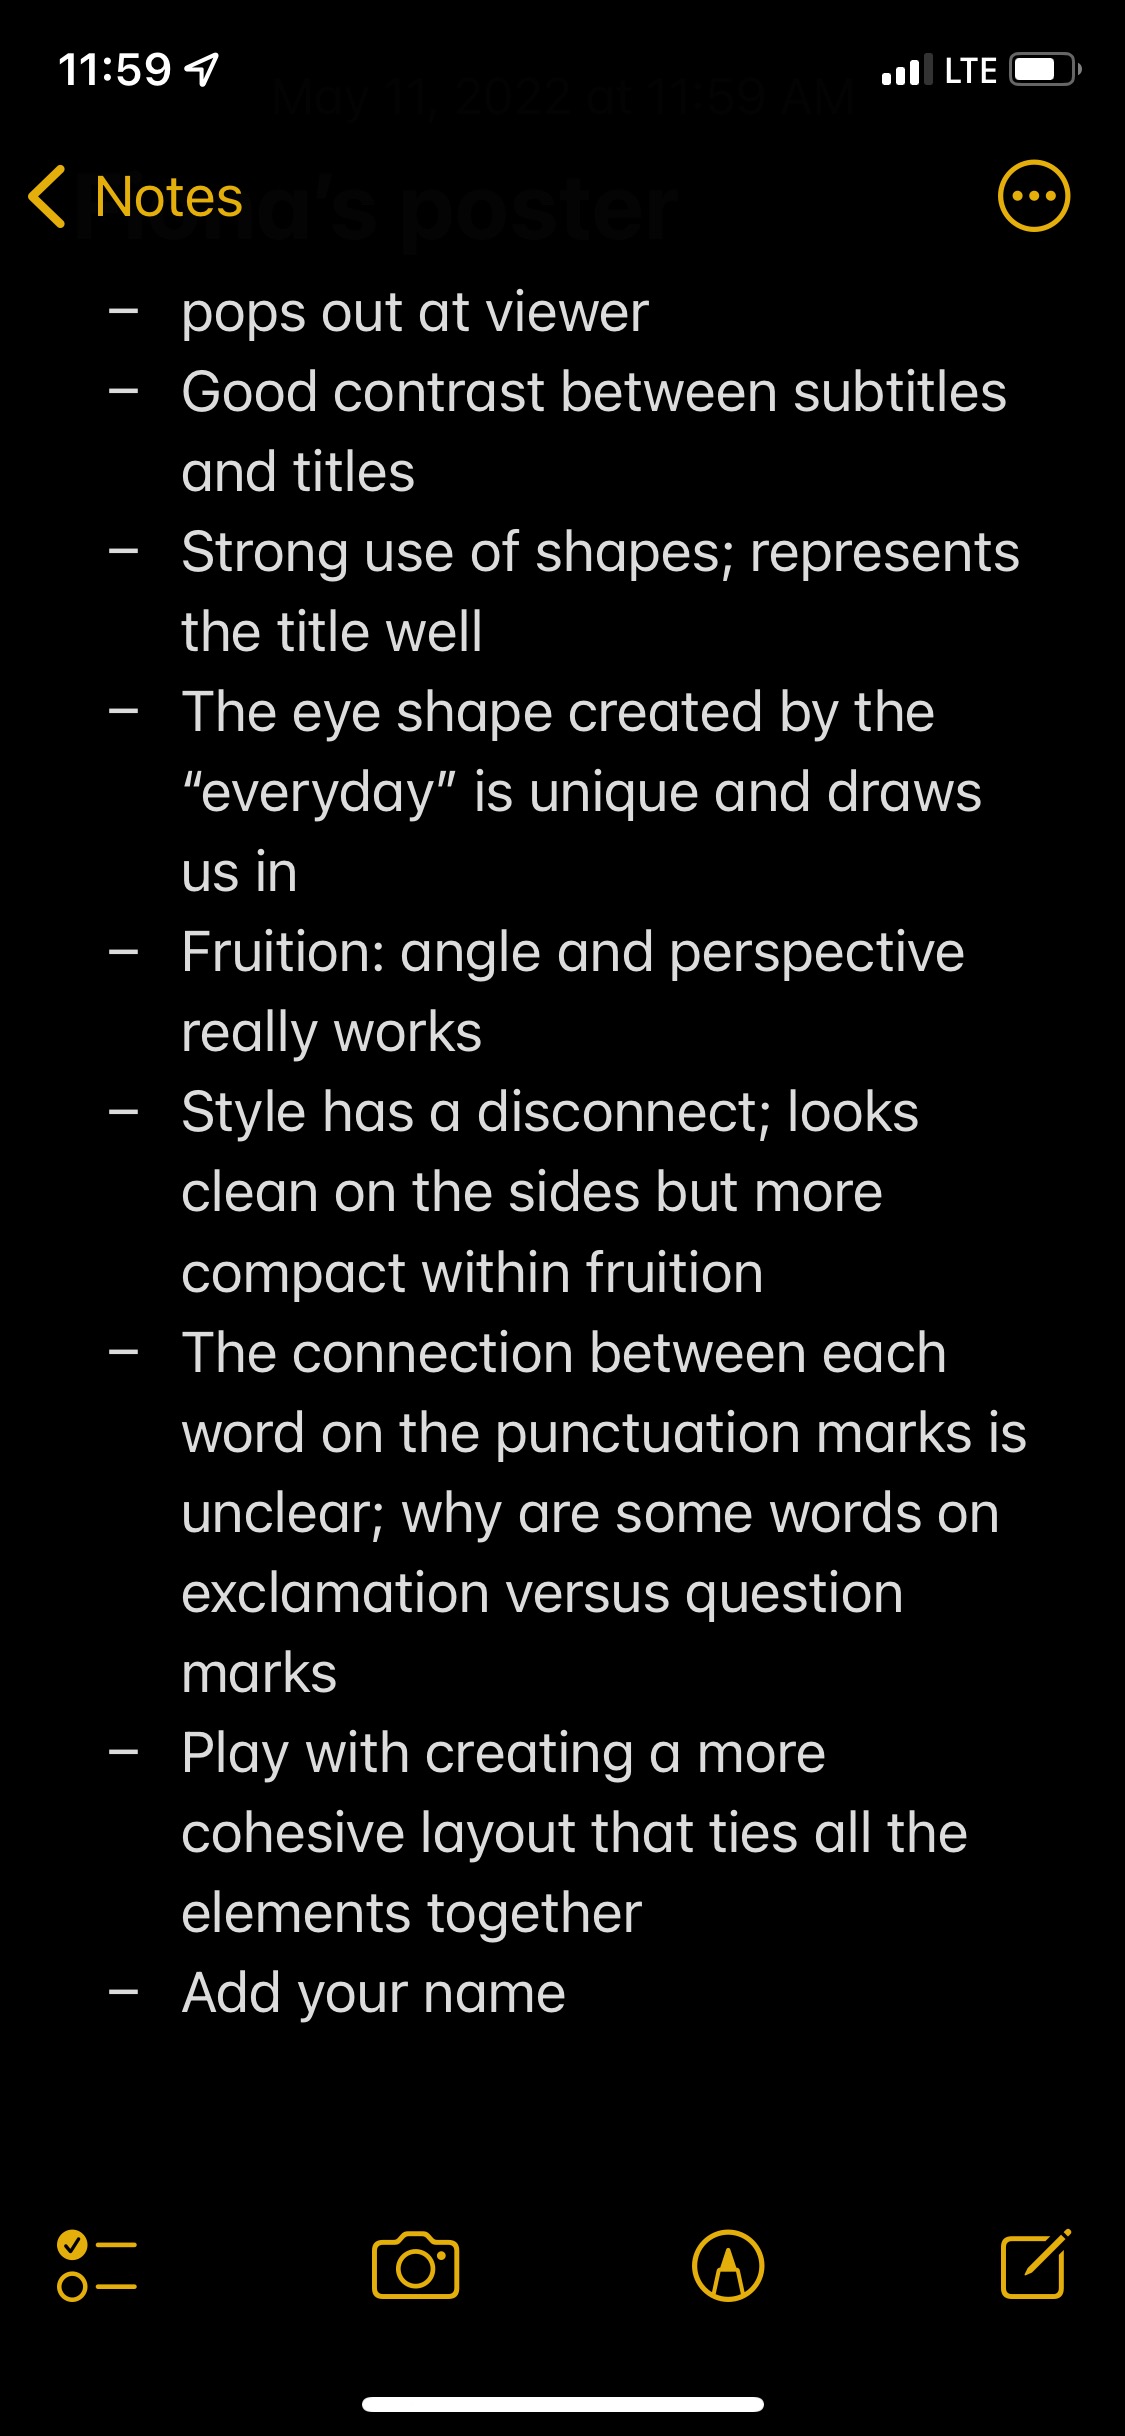 11:59 LTE
May 11, 2022 at 11:59 AM
Notes
poster
– pops out at viewer
– Good contrast between subtitles
and titles
– Strong use of shapes; represents
the title well
– The eye shape created by the
“everyday” is unique and draws
us in
– Fruition: angle and perspective
really works
– Style has a disconnect; looks
clean on the sides but more
compact within fruition
– The connection between each
word on the punctuation marks is
unclear; why are some words on
exclamation versus question
marks
– Play with creating a more
cohesive layout that ties all the
elements together
– Add your name